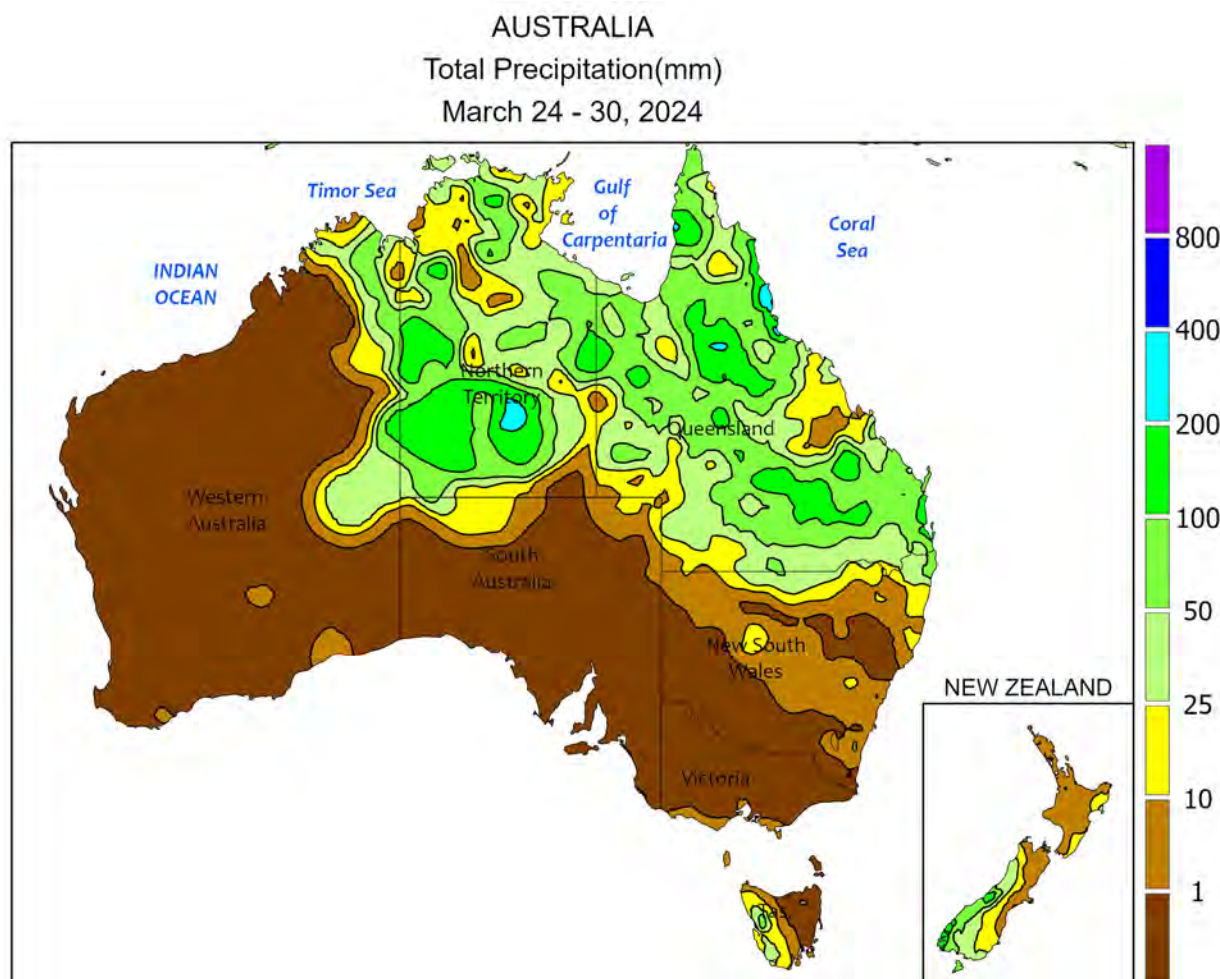 AUSTRALIA
Total Precipitation(mm)
March 24 - 30, 2024
Timor Sea
Gulf
of
Carpentaria
Coral
Sea
INDIAN
OCEAN
Northern
Territory
Queensland
Western
Australia
South
Australia
New South
Wales
Victoria
Tas.
NEW ZEALAND
800
400
200
100
50
25
10
1